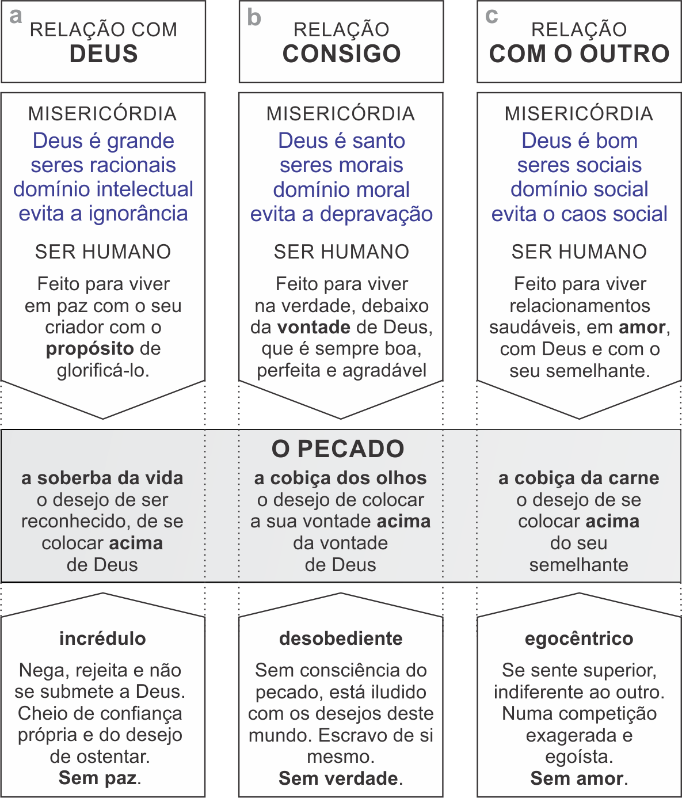 a
RELAÇÃO COM
DEUS
MISERICÓRDIA
Deus é grande
seres racionais
domínio intelectual
evita a ignorância
SER HUMANO
Feito para viver
em paz com o seu
criador com o
propósito de
glorificá-lo.
b
RELAÇÃO
CONSIGO
MISERICÓRDIA
Deus é santo
seres morais
domínio moral
evita a depravação
SER HUMANO
Feito para viver
na verdade, debaixo
da vontade de Deus,
que é sempre boa,
perfeita e agradável
c
RELAÇÃO
COM O OUTRO
MISERICÓRDIA
Deus é bom
seres sociais
domínio social
evita o caos social
SER HUMANO
Feito para viver
relacionamentos
saudáveis, em amor,
com Deus e com o
seu semelhante.
O PECADO
a soberba da vida
o desejo de ser
reconhecido, de se
colocar acima
de Deus
a cobiça dos olhos
o desejo de colocar
a sua vontade acima
da vontade
de Deus
a cobiça da carne
o desejo de se
colocar acima
do seu
semelhante
incrédulo
Nega, rejeita e não
se submete a Deus.
Cheio de confiança
própria e do desejo
de ostentar.
Sem paz.
desobediente
Sem consciência do
pecado, está iludido
com os desejos deste
mundo. Escravo de si
mesmo.
Sem verdade.
egocêntrico
Se sente superior,
indiferente ao outro.
Numa competição
exagerada e
egoísta.
Sem amor.